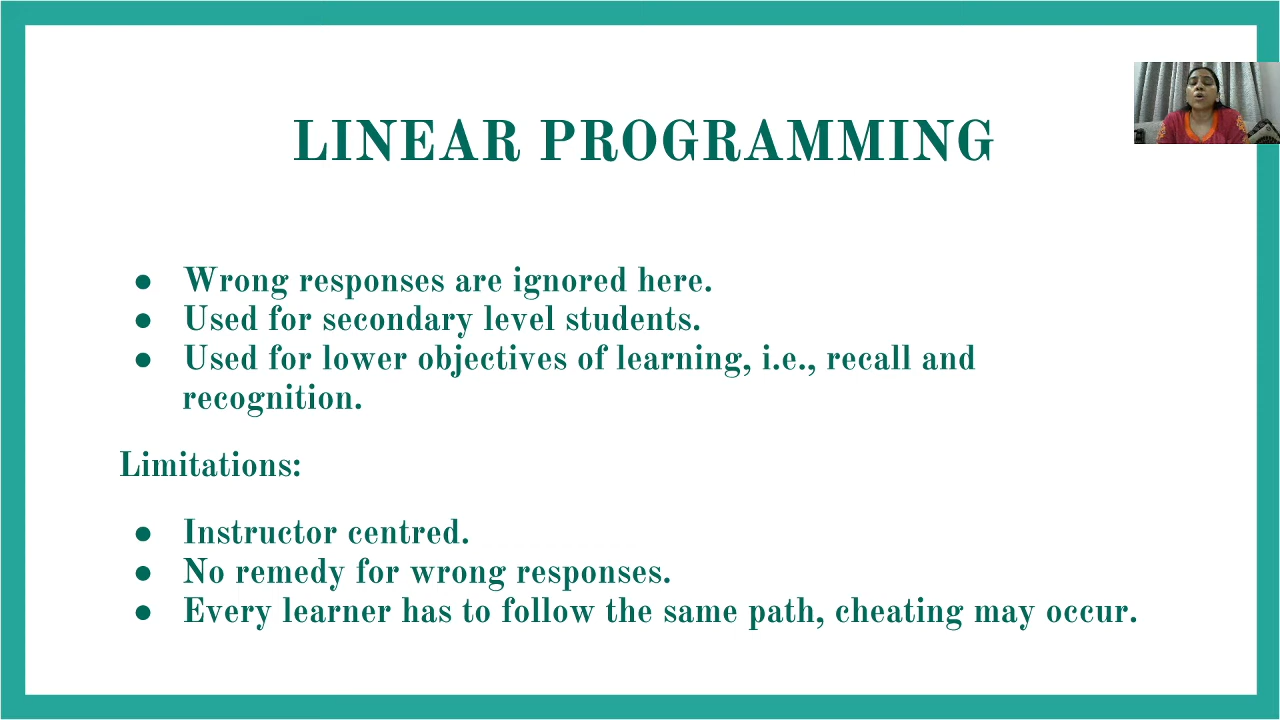 LINEAR PROGRAMMING
● Wrong responses are ignored here.
● Used for secondary level students.
● Used for lower objectives of learning, i.e., recall and
recognition.
Limitations:
● Instructor centred.
● No remedy for wrong responses.
● Every learner has to follow the same path, cheating may occur.